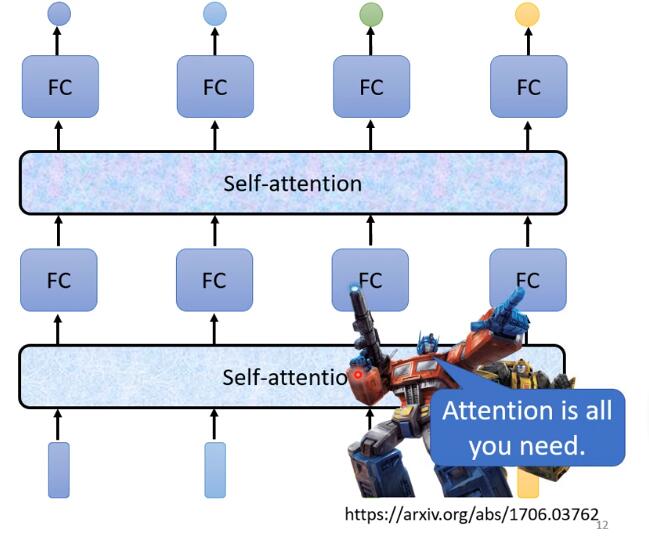 FC FC FC FC
Self-attention
FC FC FC FC
Self-attentio
Attention is all
you need.
https://arxiv.org/abs/1706.03762
12